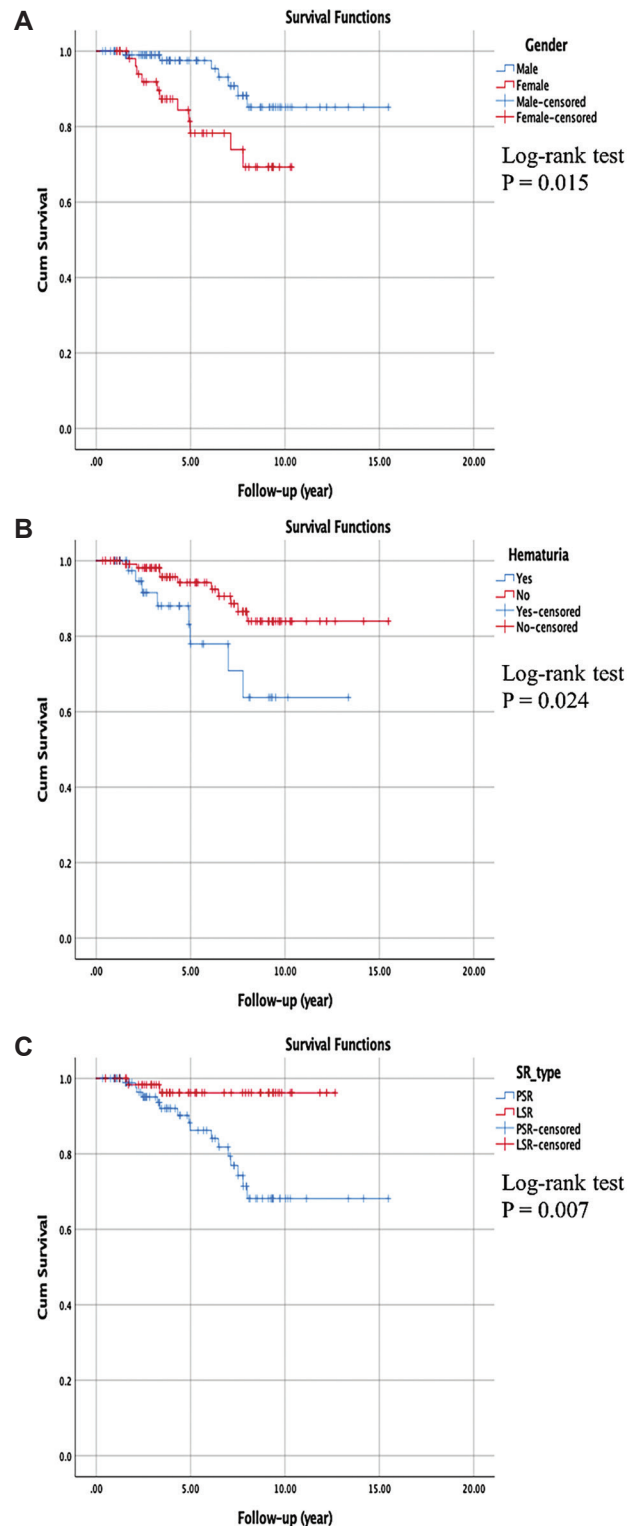 A
Survival Functions
Cum Survival
1.0
0.8
0.6
0.4
0.2
0.0
.00 5.00 10.00 15.00 20.00
Follow-up (year)
Gender
Male
Female
Male-censored
Female-censored
Log-rank test
P = 0.015
B
Survival Functions
Cum Survival
1.0
0.8
0.6
0.4
0.2
0.0
.00 5.00 10.00 15.00 20.00
Follow-up (year)
Hematuria
Yes
No
Yes-censored
No-censored
Log-rank test
P = 0.024
C
Survival Functions
Cum Survival
1.0
0.8
0.6
0.4
0.2
0.0
.00 5.00 10.00 15.00 20.00
Follow-up (year)
SR_type
PSR
LSR
PSR-censored
LSR-censored
Log-rank test
P = 0.007